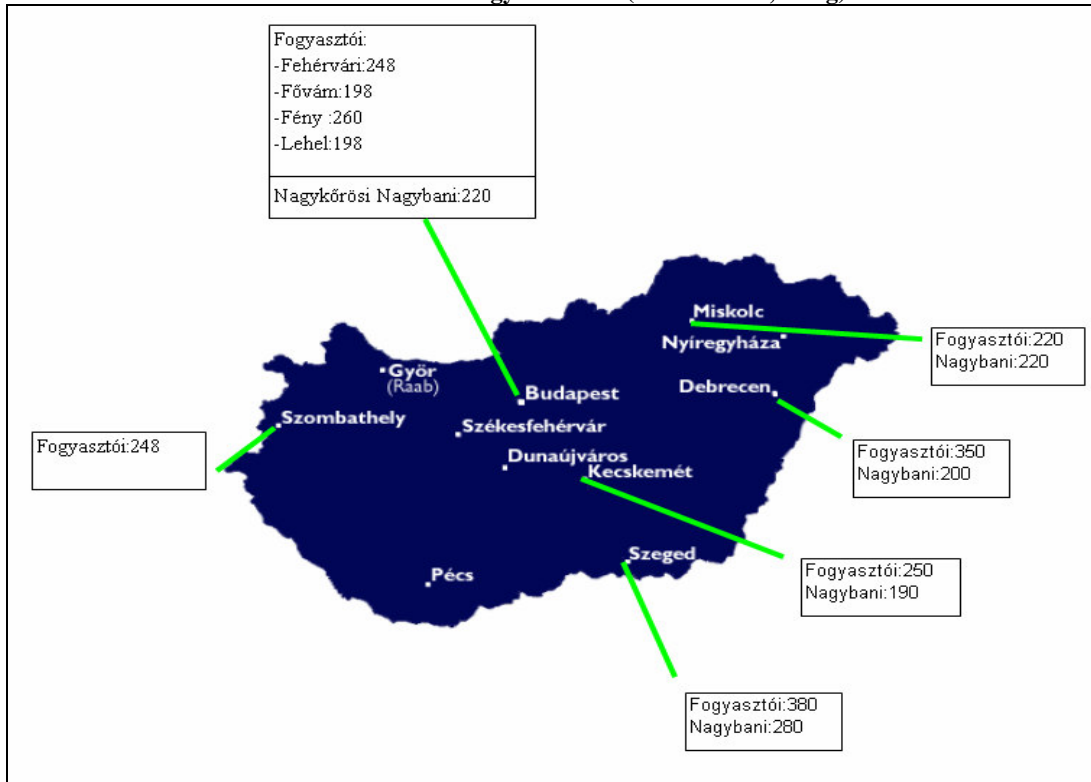 Fogyasztói:
-Fehérvári:248
-Fővám:198
-Fény :260
-Lehel:198
Nagykőrösi Nagybani:220
Miskolc
Nyíregyháza
Fogyasztói:220
Nagybani:220
Győr
(Raab)
Budapest
Debrecen
Szombathely
Székesfehérvár
Fogyasztói:248
Dunaújváros
Kecskemét
Fogyasztói:350
Nagybani:200
Szeged
Pécs
Fogyasztói:250
Nagybani:190
Fogyasztói:380
Nagybani:280